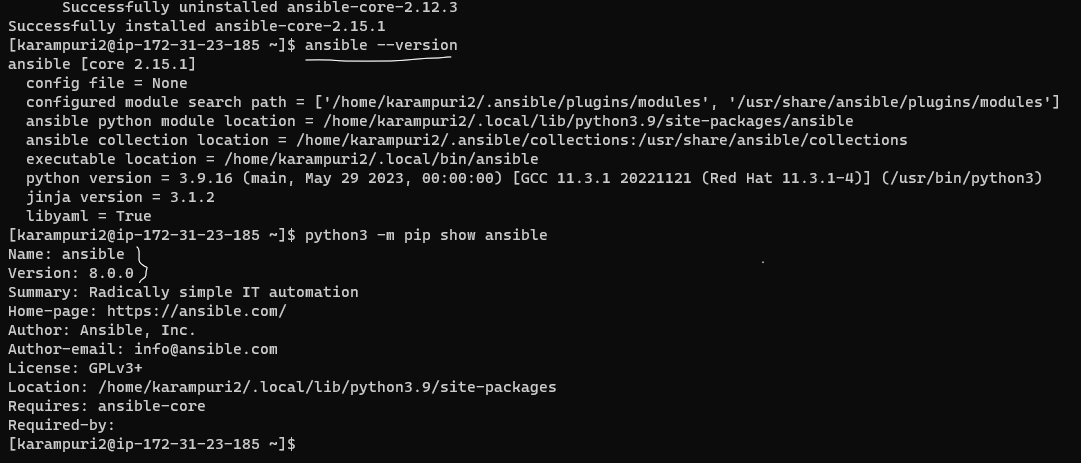 Successfully uninstalled ansible-core-2.12.3
Successfully installed ansible-core-2.15.1
[karampuri2@ip-172-31-23-185 ~]$ ansible --version
ansible [core 2.15.1]
  config file = None
  configured module search path = ['/home/karampuri2/.ansible/plugins/modules', '/usr/share/ansible/plugins/modules']
  ansible python module location = /home/karampuri2/.local/lib/python3.9/site-packages/ansible
  ansible collection location = /home/karampuri2/.ansible/collections:/usr/share/ansible/collections
  executable location = /home/karampuri2/.local/bin/ansible
  python version = 3.9.16 (main, May 29 2023, 00:00:00) [GCC 11.3.1 20221121 (Red Hat 11.3.1-4)] (/usr/bin/python3)
  jinja version = 3.1.2
  libyaml = True
[karampuri2@ip-172-31-23-185 ~]$ python3 -m pip show ansible
Name: ansible
Version: 8.0.0
Summary: Radically simple IT automation
Home-page: https://ansible.com/
Author: Ansible, Inc.
Author-email: info@ansible.com
License: GPLv3+
Location: /home/karampuri2/.local/lib/python3.9/site-packages
Requires: ansible-core
Required-by:
[karampuri2@ip-172-31-23-185 ~]$